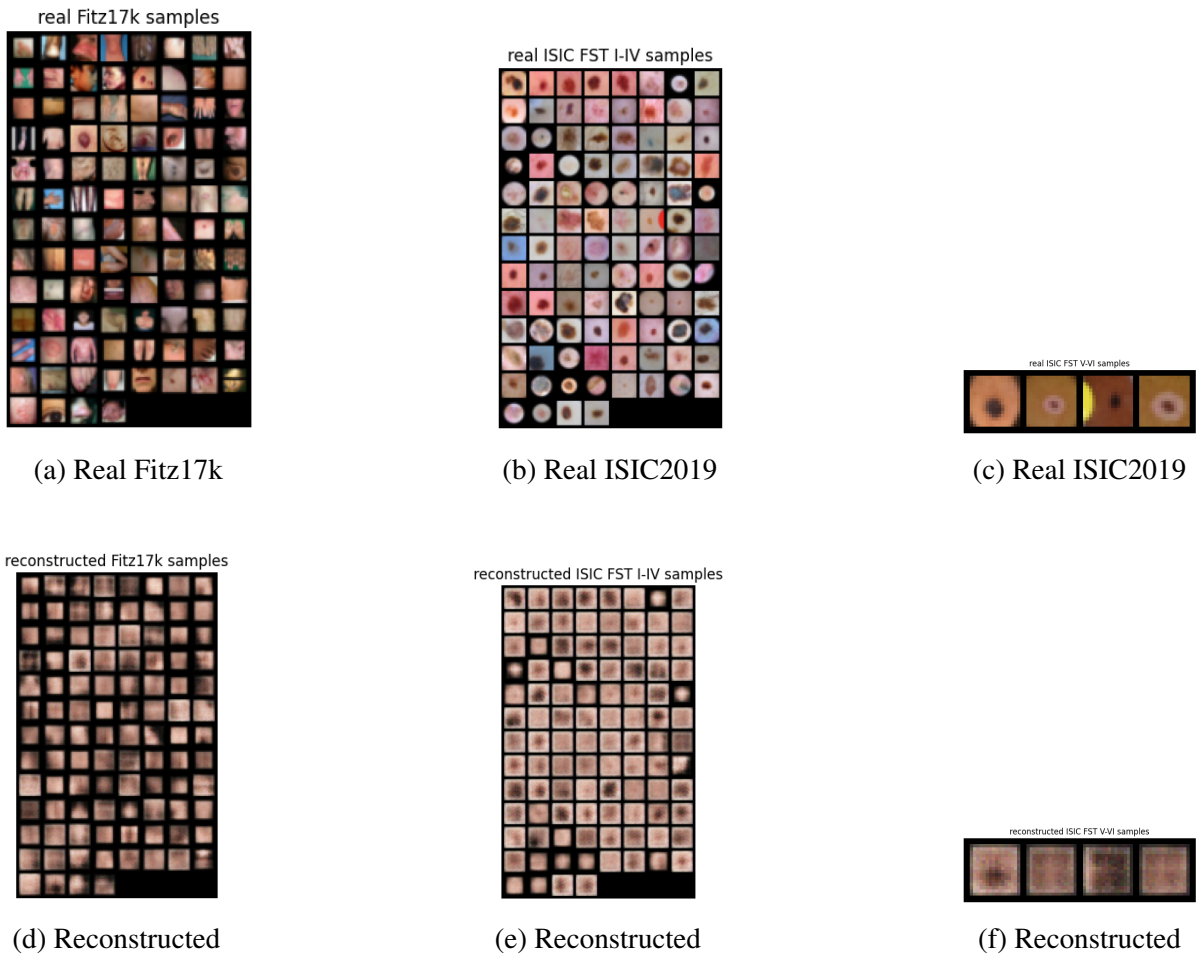 real Fitz17k samples
real ISIC FST I-IV samples
real ISIC FST V-VI samples
(a) Real Fitz17k
(b) Real ISIC2019
(c) Real ISIC2019
reconstructed Fitz17k samples
reconstructed ISIC FST I-IV samples
reconstructed ISIC FST V-VI samples
(d) Reconstructed
(e) Reconstructed
(f) Reconstructed